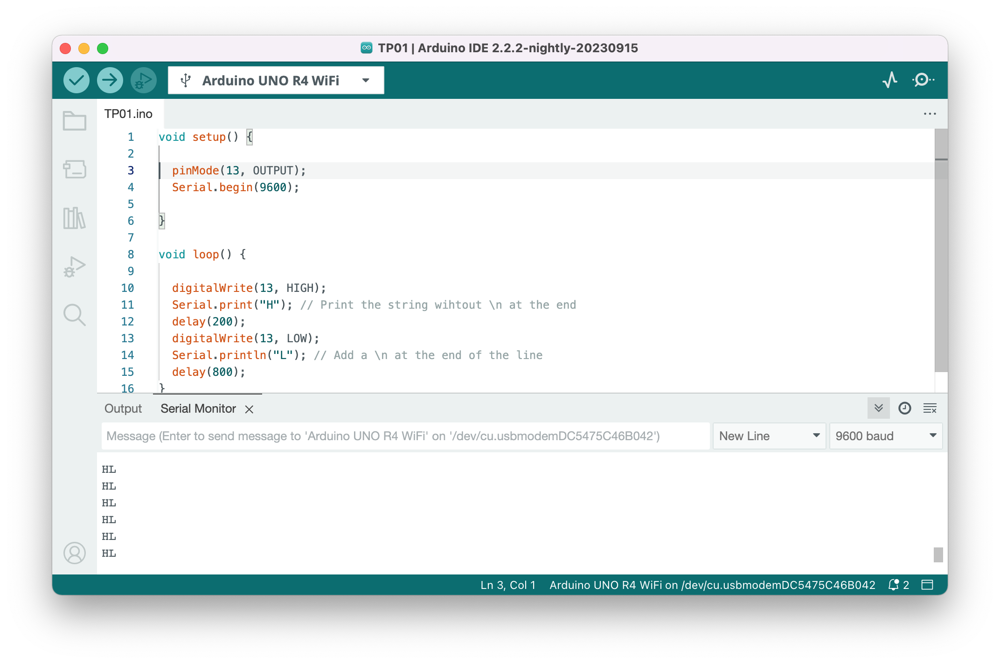 TP01 | Arduino IDE 2.2.2-nightly-20230915
Arduino UNO R4 WiFi
TP01.ino
1 void setup() {
2
3 pinMode(13, OUTPUT);
4 Serial.begin(9600);
5
6 }
7
8 void loop() {
9
10 digitalWrite(13, HIGH);
11 Serial.print("H"); // Print the string wihtout \n at the end
12 delay(200);
13 digitalWrite(13, LOW);
14 Serial.println("L"); // Add a \n at the end of the line
15 delay(800);
16 }
Output Serial Monitor
Message (Enter to send message to 'Arduino UNO R4 WiFi' on '/dev/cu.usbmodemDC5475C46B042') New Line 9600 baud
HL
HL
HL
HL
HL
HL
Ln 3, Col 1 Arduino UNO R4 WiFi on /dev/cu.usbmodemDC5475C46B042 2